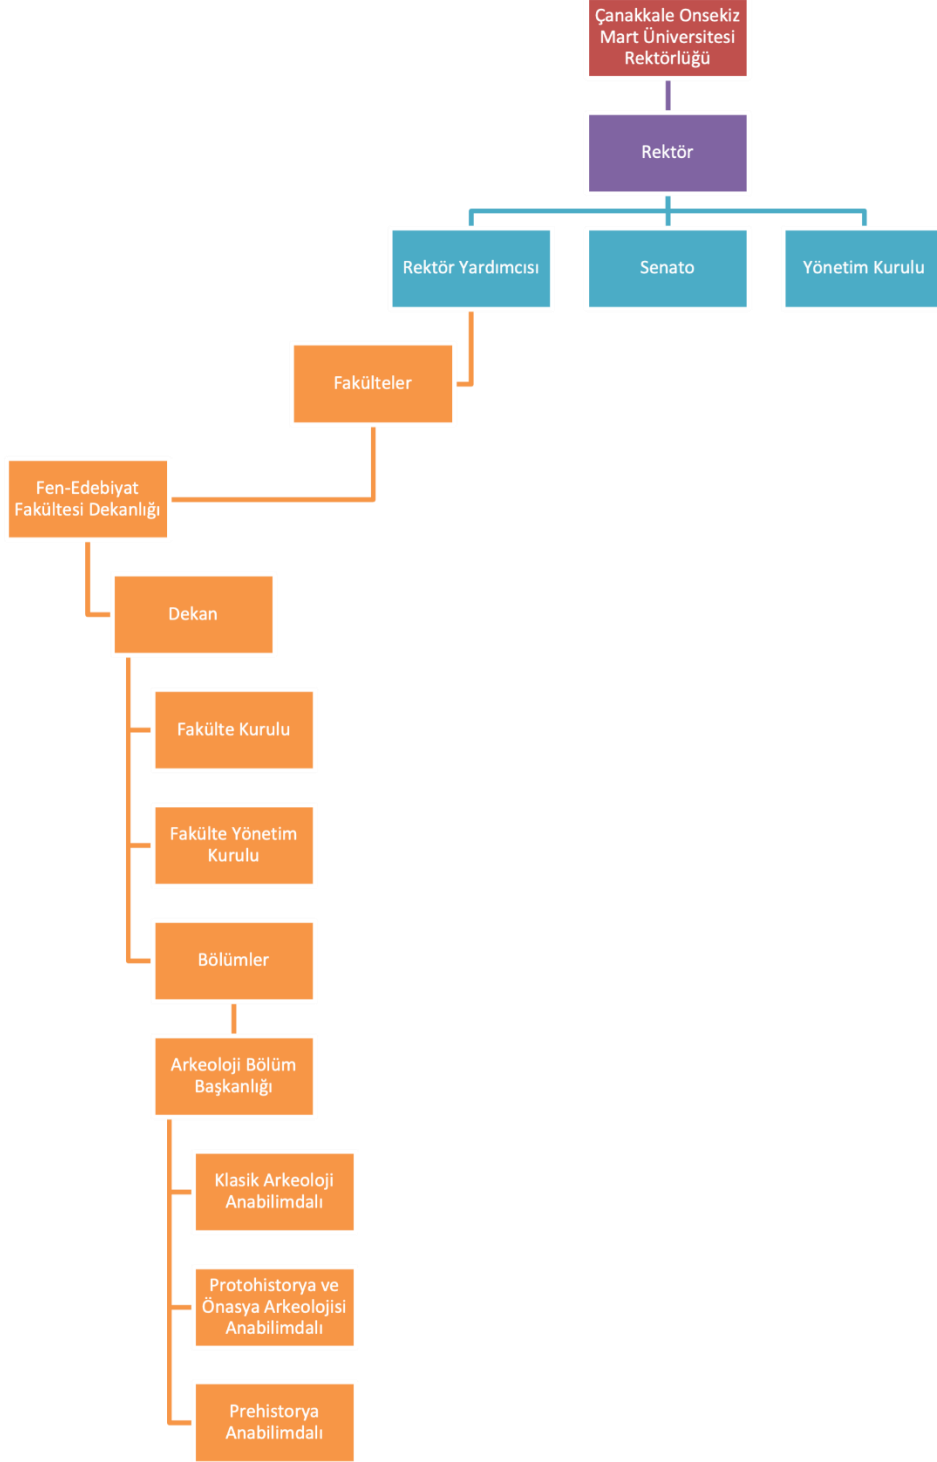 Çanakkale Onsekiz
Mart Üniversitesi
Rektörlüğü
Rektör
Rektör Yardımcısı
Senato
Yönetim Kurulu
Fakülteler
Fen-Edebiyat
Fakültesi Dekanlığı
Dekan
Fakülte Kurulu
Fakülte Yönetim
Kurulu
Bölümler
Arkeoloji Bölüm
Başkanlığı
Klasik Arkeoloji
Anabilimdalı
Protohistorya ve
Önasya Arkeolojisi
Anabilimdalı
Prehistorya
Anabilimdalı